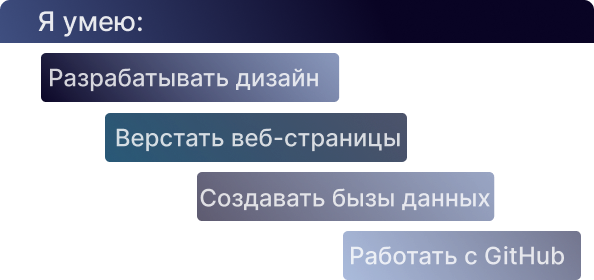 Я умею:
Разрабатывать дизайн
Верстать веб-страницы
Создавать бызы данных
Работать с GitHub